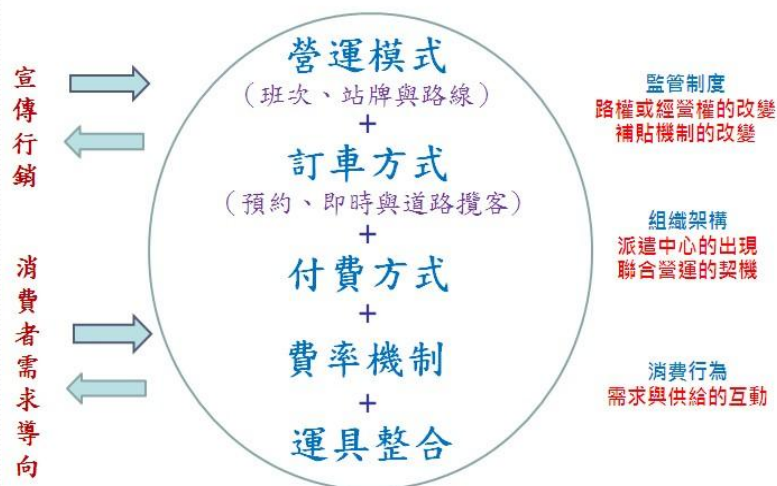 宣傳行銷
消費者需求導向
營運模式
（班次、站牌與路線）
+
訂車方式
（預約、即時與道路攬客）
+
付費方式
+
費率機制
+
運具整合
監管制度
路權或經營權的改變
補貼機制的改變
組織架構
派遣中心的出現
聯合營運的契機
消費行為
需求與供給的互動